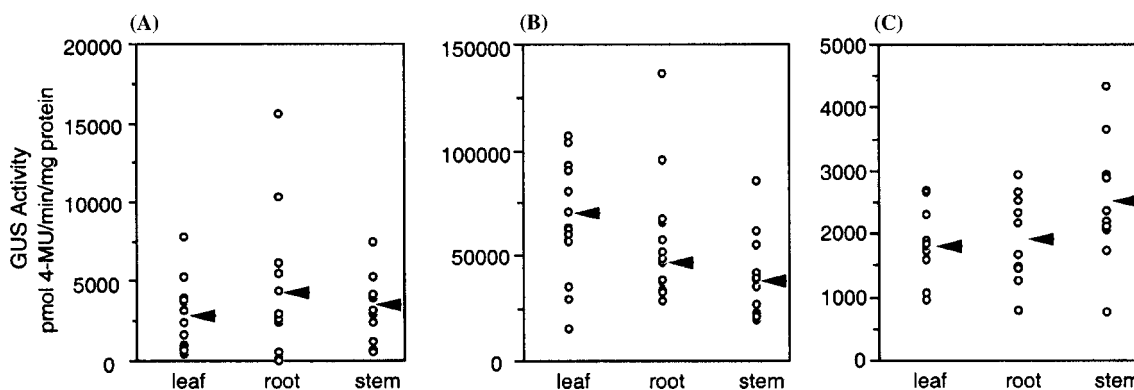 (A)
(B)
(C)
GUS Activity
pmol 4-MU/min/mg protein
20000
15000
10000
5000
0
leaf root stem
150000
100000
50000
0
leaf root stem
5000
4000
3000
2000
1000
0
leaf root stem